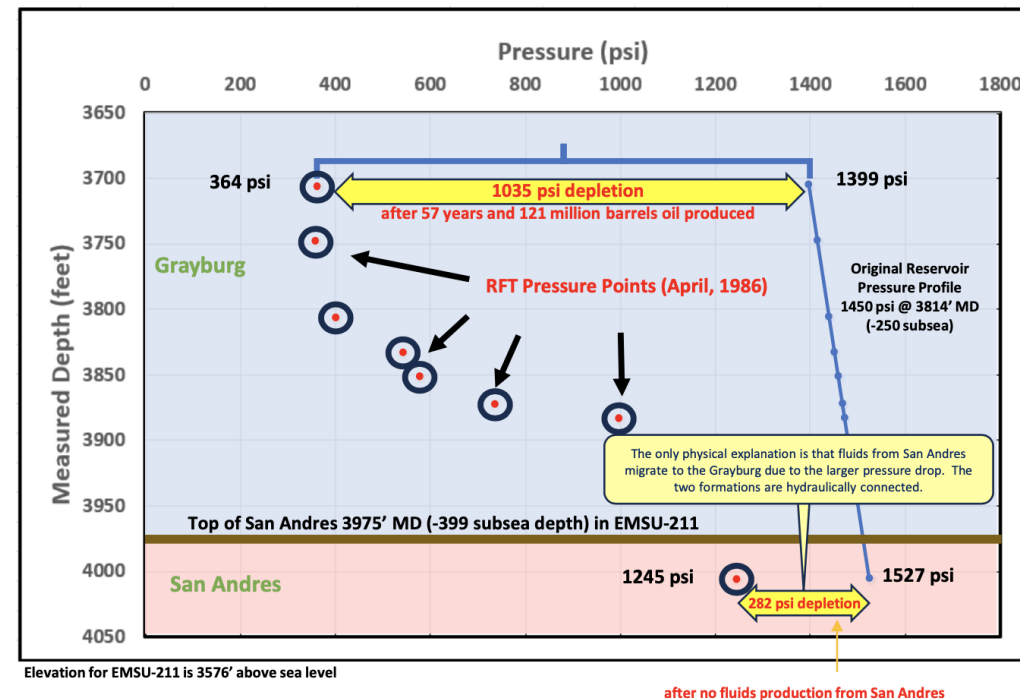 Pressure (psi)
0 200 400 600 800 1000 1200 1400 1600 1800
Measured Depth (feet)
3650
3700
3750
3800
3850
3900
3950
4000
4050
364 psi
1399 psi
1035 psi depletion
after 57 years and 121 million barrels oil produced
Grayburg
RFT Pressure Points (April, 1986)
Original Reservoir
Pressure Profile
1450 psi @ 3814' MD
(-250 subsea)
The only physical explanation is that fluids from San Andres
migrate to the Grayburg due to the larger pressure drop. The
two formations are hydraulically connected.
Top of San Andres 3975' MD (-399 subsea depth) in EMSU-211
San Andres
1245 psi
1527 psi
282 psi depletion
Elevation for EMSU-211 is 3576' above sea level
after no fluids production from San Andres